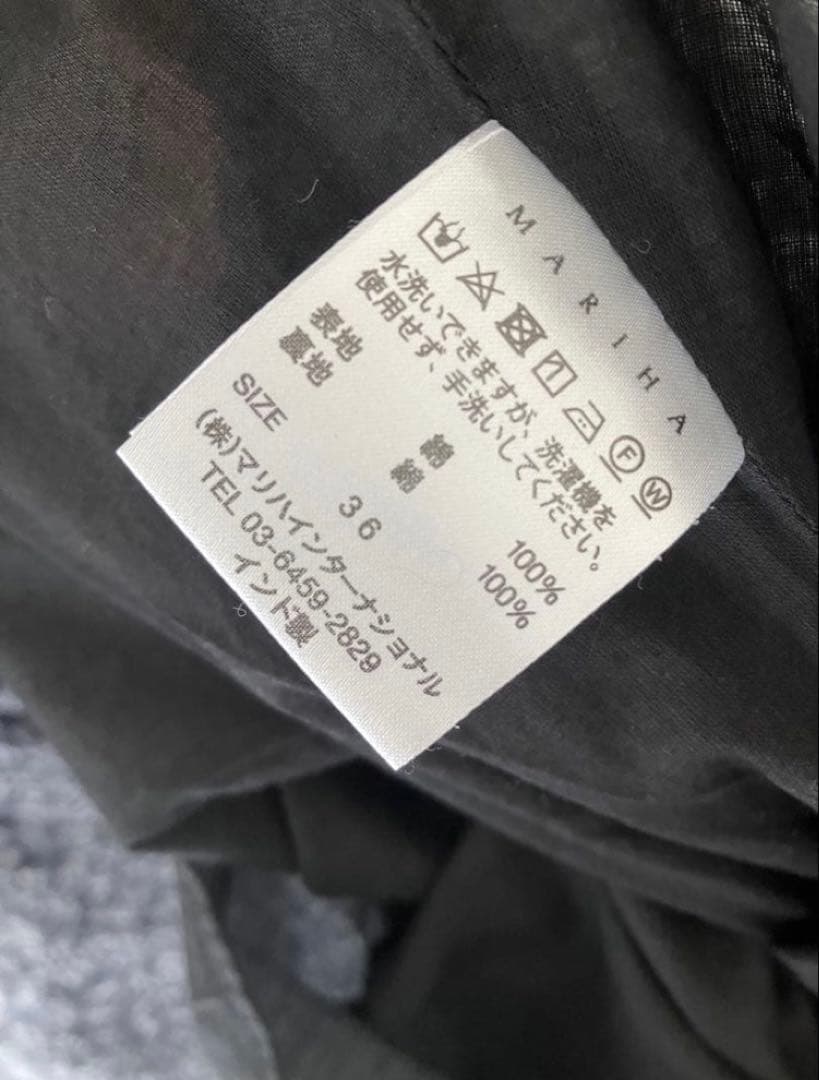 MARIHA
F W
水洗いできますが、洗濯機を
使用せず、手洗いしてください。
表地 綿 100%
裏地 綿 100%
SIZE 36
(株)マリハインターナショナル
TEL 03-6459-2829
インド製